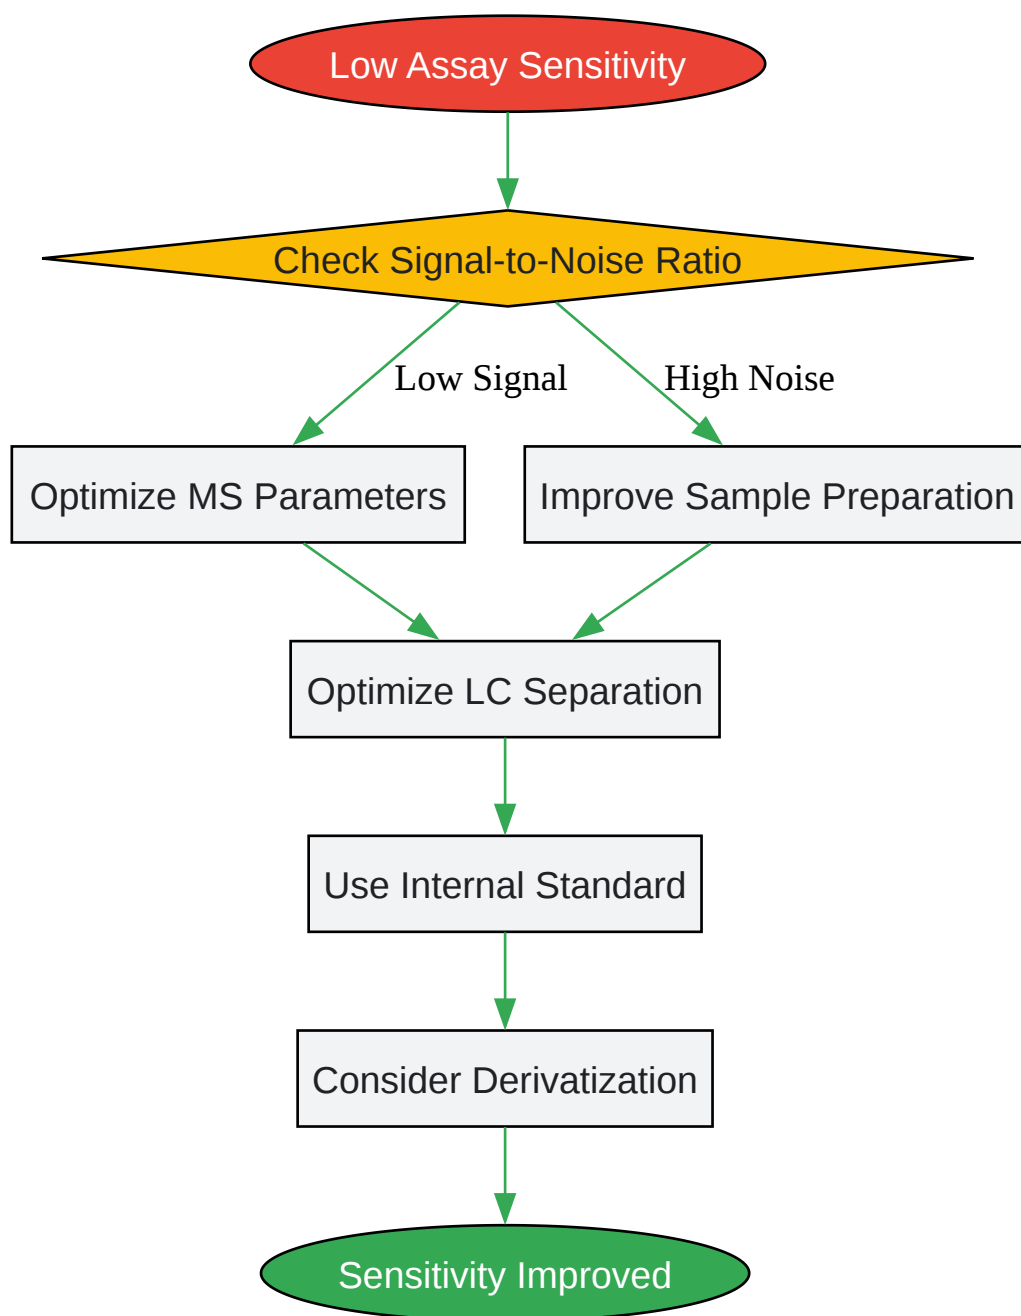 Low Assay Sensitivity
Check Signal-to-Noise Ratio
Low Signal
High Noise
Optimize MS Parameters
Improve Sample Preparation
Optimize LC Separation
Use Internal Standard
Consider Derivatization
Sensitivity Improved